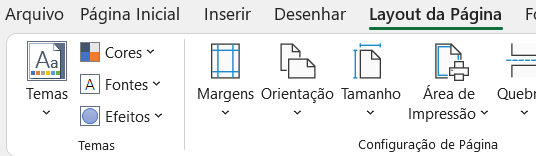 Arquivo Página Inicial Inserir Desenhar Layout da Página
Aa Cores
A Fontes
Temas Efeitos
Margens Orientação Tamanho Área de
Impressão
Temas Configuração de Página